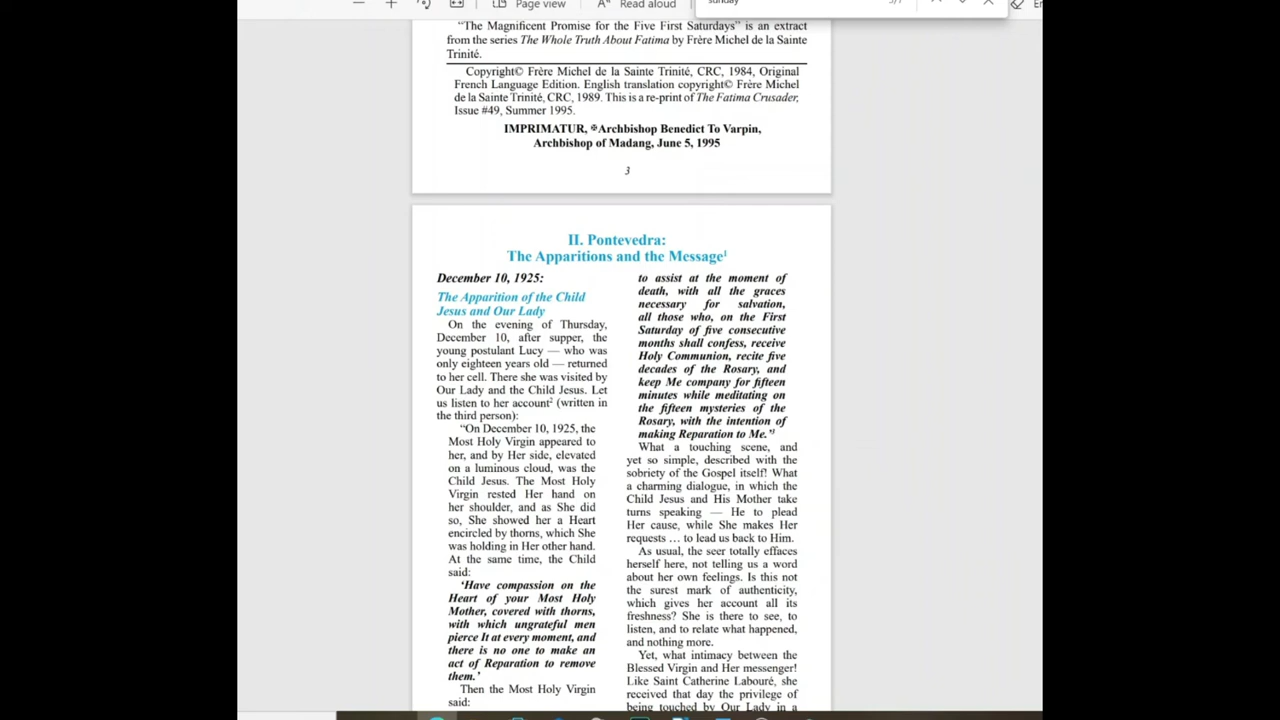 Page view
Read aloud
sunday
"The Magnificent Promise for the Five First Saturdays" is an extract
from the series The Whole Truth About Fatima by Frère Michel de la Sainte
Trinité.
Copyright© Frère Michel de la Sainte Trinité, CRC, 1984, Original
French Language Edition. English translation copyright© Frère Michel
de la Sainte Trinité, CRC, 1989. This is a re-print of The Fatima Crusader,
Issue #49, Summer 1995.
IMPRIMATUR, ✠Archbishop Benedict To Varpin,
Archbishop of Madang, June 5, 1995
3
II. Pontevedra:
The Apparitions and the Message¹
December 10, 1925:
The Apparition of the Child
Jesus and Our Lady
On the evening of Thursday,
December 10, after supper, the
young postulant Lucy — who was
only eighteen years old — returned
to her cell. There she was visited by
Our Lady and the Child Jesus. Let
us listen to her account² (written in
the third person):
"On December 10, 1925, the
Most Holy Virgin appeared to
her, and by Her side, elevated
on a luminous cloud, was the
Child Jesus. The Most Holy
Virgin rested Her hand on
her shoulder, and as She did
so, She showed her a Heart
encircled by thorns, which She
was holding in Her other hand.
At the same time, the Child
said:
'Have compassion on the
Heart of your Most Holy
Mother, covered with thorns,
with which ungrateful men
pierce It at every moment, and
there is no one to make an
act of Reparation to remove
them.'
Then the Most Holy Virgin
said:
to assist at the moment of
death, with all the graces
necessary for salvation,
all those who, on the First
Saturday of five consecutive
months shall confess, receive
Holy Communion, recite five
decades of the Rosary, and
keep Me company for fifteen
minutes while meditating on
the fifteen mysteries of the
Rosary, with the intention of
making Reparation to Me.'³
What a touching scene, and
yet so simple, described with the
sobriety of the Gospel itself! What
a charming dialogue, in which the
Child Jesus and His Mother take
turns speaking — He to plead
Her cause, while She makes Her
requests … to lead us back to Him.
As usual, the seer totally effaces
herself here, not telling us a word
about her own feelings. Is this not
the surest mark of authenticity,
which gives her account all its
freshness? She is there to see, to
listen, and to relate what happened,
and nothing more.
Yet, what intimacy between the
Blessed Virgin and Her messenger!
Like Saint Catherine Labouré, she
received that day the privilege of
being touched by Our Lady in a